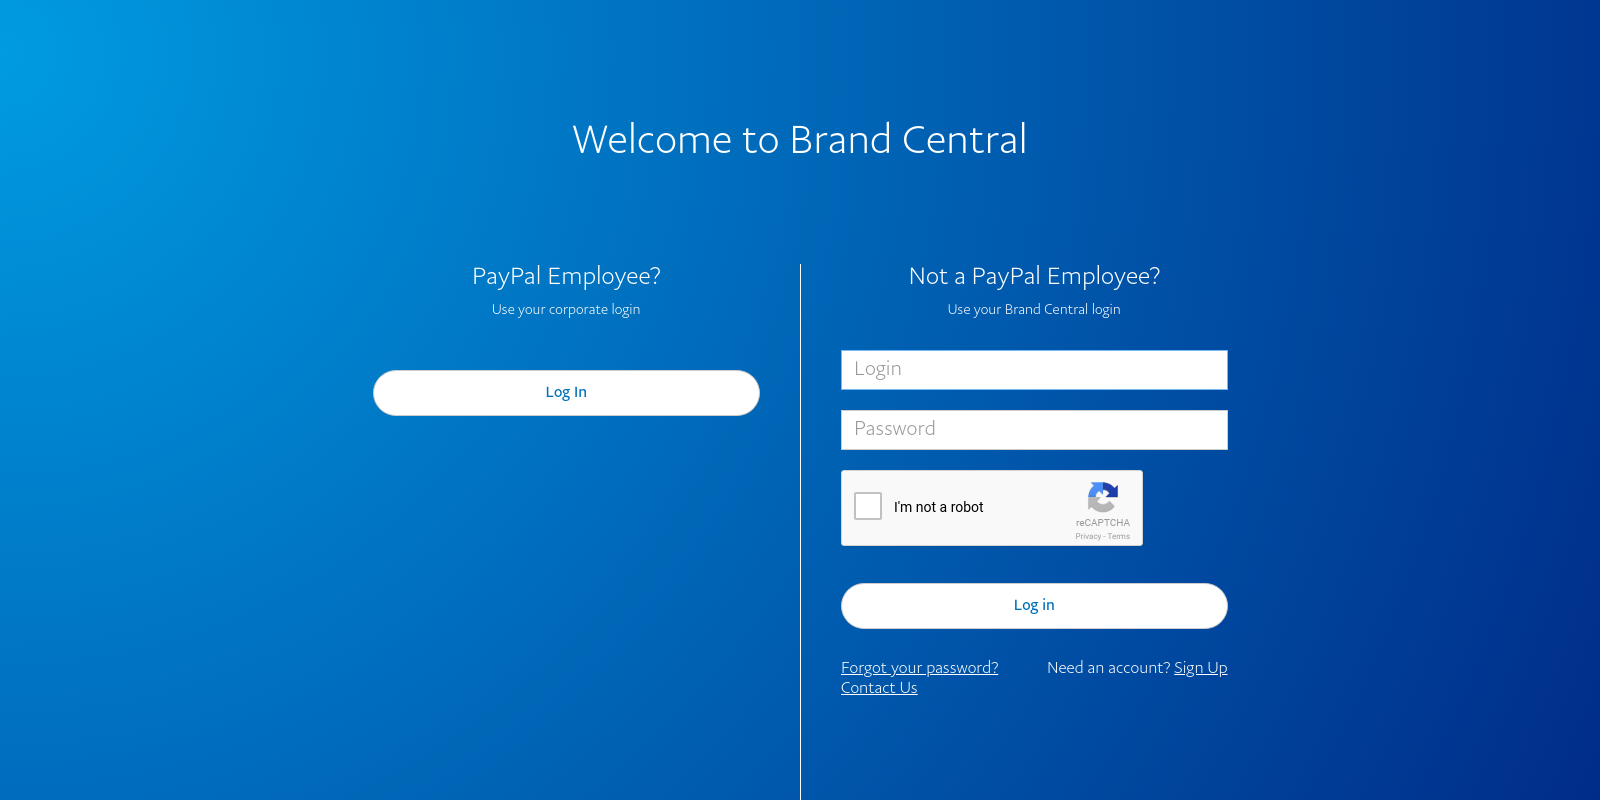 Welcome to Brand Central
PayPal Employee?
Use your corporate login
Log In
Not a PayPal Employee?
Use your Brand Central login
Login
Password
I'm not a robot
reCAPTCHA
Privacy - Terms
Log in
Forgot your password?
Need an account? Sign Up
Contact Us